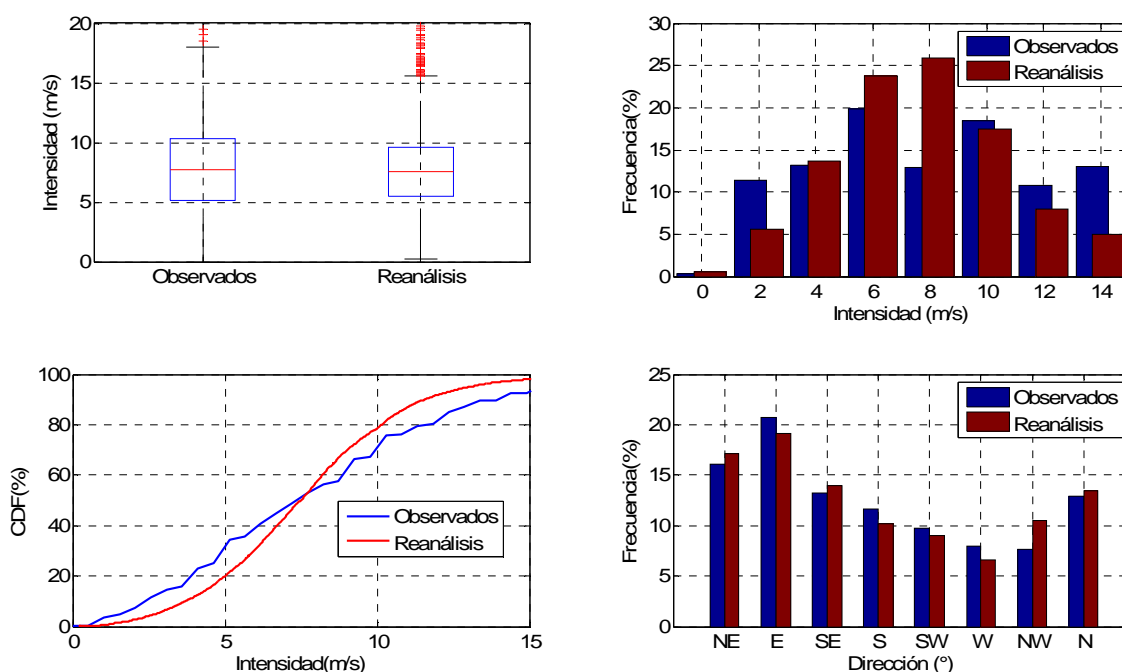 20
15
10
5
0
Intensidad (m/s)
Observados
Reanálisis
30
25
20
15
10
5
0
Frecuencia(%)
Observados
Reanálisis
0 2 4 6 8 10 12 14
Intensidad (m/s)
100
80
60
40
20
0
CDF(%)
Observados
Reanálisis
0 5 10 15
Intensidad(m/s)
25
20
15
10
5
0
Frecuencia(%)
Observados
Reanálisis
NE E SE S SW W NW N
Dirección (°)